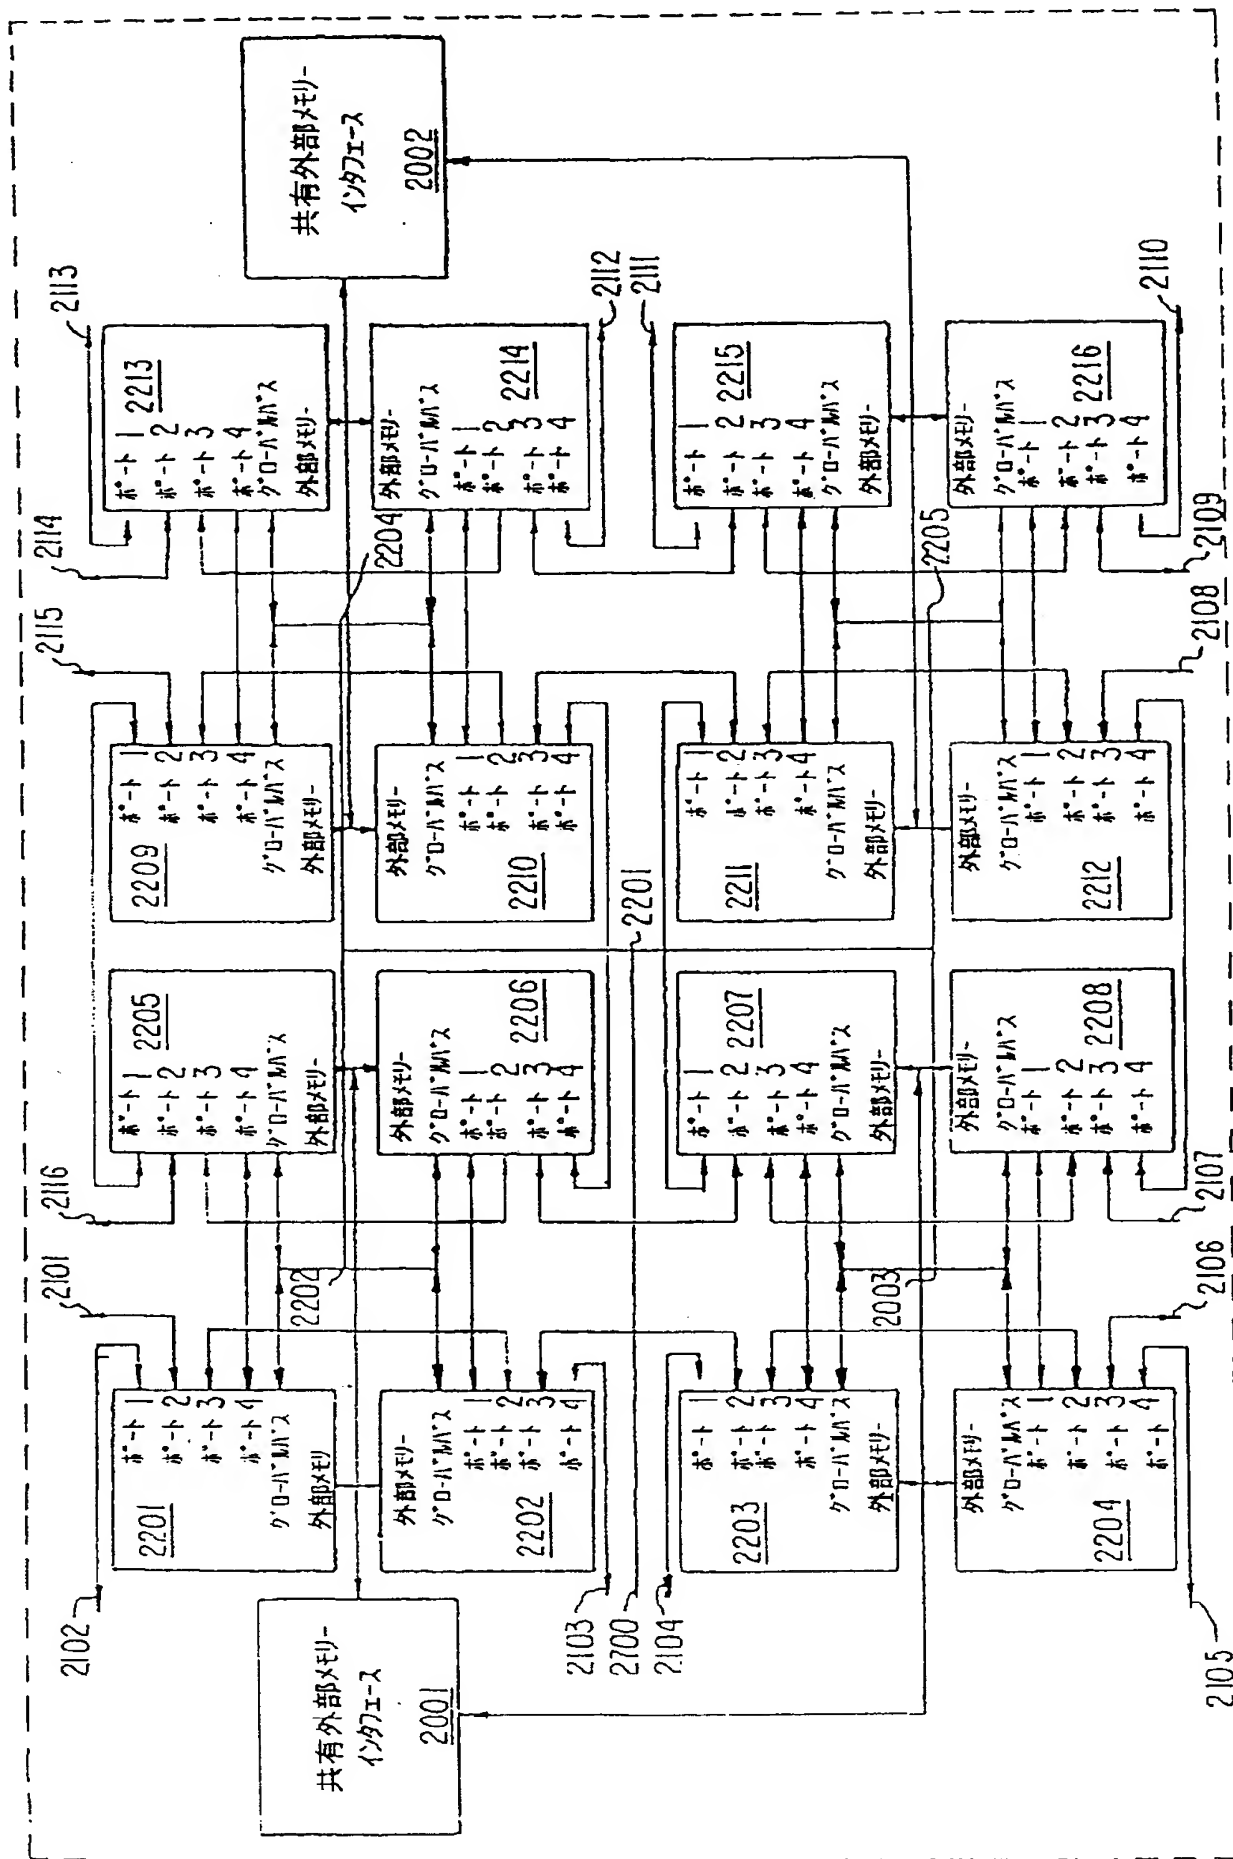 2102
2101
2116
2115
2114
2113
ポート 1
2201
ポート 2
ポート 3
ポート 4
グローバルバス
外部メモリ
ポート 1
2205
ポート 2
ポート 3
ポート 4
グローバルバス
外部メモリー
ポート 1
2209
ポート 2
ポート 3
ポート 4
グローバルバス
外部メモリー
ポート 1
2213
ポート 2
ポート 3
ポート 4
グローバルバス
外部メモリー
共有外部メモリー
インタフェース
2001
2202
2204
共有外部メモリー
インタフェース
2002
外部メモリー
グローバルバス
ポート 1
ポート 2
ポート 3
2202
ポート 4
外部メモリー
グローバルバス
ポート 1
ポート 2
2206
ポート 3
ポート 4
外部メモリー
グローバルバス
ポート 1
ポート 2
2210
ポート 3
ポート 4
外部メモリー
グローバルバス
ポート 1
ポート 2
2214
ポート 3
ポート 4
2103
2112
2700
2201
2104
2111
ポート 1
ポート 2
2203
ポート 3
ポート 4
グローバルバス
外部メモリー
ポート 1
ポート 2
2207
ポート 3
ポート 4
グローバルバス
外部メモリー
ポート 1
ポート 2
2211
ポート 3
ポート 4
グローバルバス
外部メモリー
ポート 1
ポート 2
2215
ポート 3
ポート 4
グローバルバス
外部メモリー
2003
2205
外部メモリー
グローバルバス
ポート 1
ポート 2
2204
ポート 3
ポート 4
外部メモリー
グローバルバス
ポート 1
ポート 2
2208
ポート 3
ポート 4
外部メモリー
グローバルバス
ポート 1
ポート 2
2212
ポート 3
ポート 4
外部メモリー
グローバルバス
ポート 1
ポート 2
2216
ポート 3
ポート 4
2110
2105
2106
2107
2108
2109